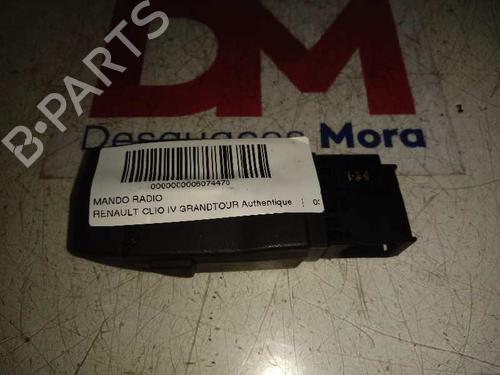 DM
Desguaces Mora
B-PARTS
0000000006074470
MANDO RADIO
RENAULT CLIO IV GRANDTOUR Authentique